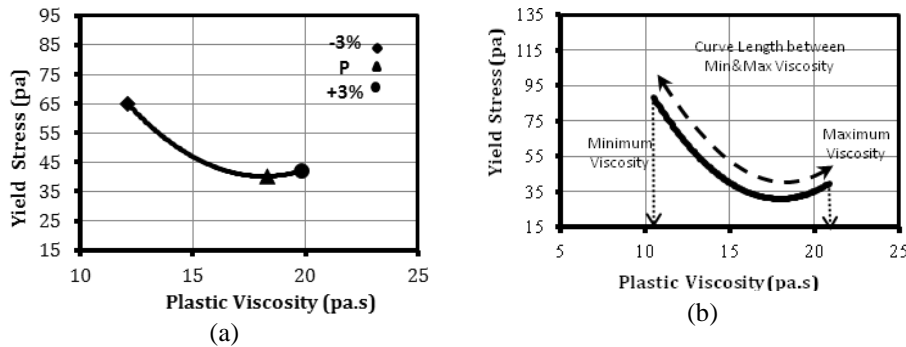 95
85
75
65
55
45
35
25
15
Yield Stress (pa)
-3%
P
+3%
10
15
20
25
Plastic Viscosity (pa.s)
(a)
135
115
95
75
55
35
15
Yield Stress (pa)
Curve Length between
Min&Max Viscosity
Minimum
Viscosity
Maximum
Viscosity
5
10
15
20
25
Plastic Viscosity (pa.s)
(b)